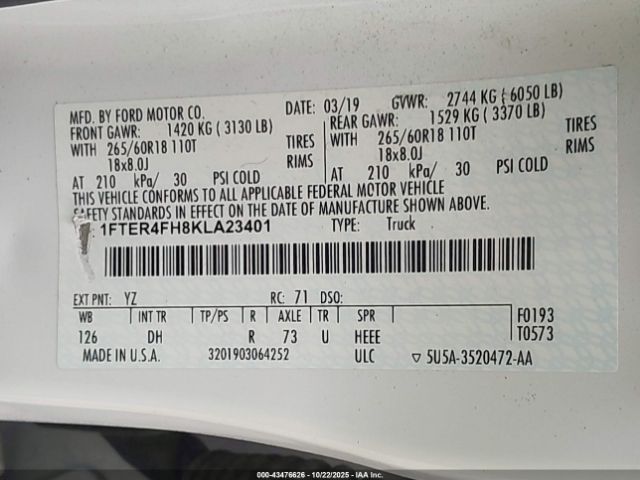 MFD. BY FORD MOTOR CO. DATE: 03/19 GVWR: 2744 KG ( 6050 LB)
FRONT GAWR: 1420 KG ( 3130 LB) REAR GAWR: 1529 KG ( 3370 LB)
WITH 265/60R18 110T TIRES 265/60R18 110T TIRES
18x8.0J RIMS 18x8.0J RIMS
AT 210 kPa/ 30 PSI COLD AT 210 kPa/ 30 PSI COLD
THIS VEHICLE CONFORMS TO ALL APPLICABLE FEDERAL MOTOR VEHICLE
SAFETY STANDARDS IN EFFECT ON THE DATE OF MANUFACTURE SHOWN ABOVE.
1FTER4FH8KLA23401 TYPE: Truck
EXT PNT: YZ RC: 71 DSO:
WB INT TR TP/PS R AXLE TR SPR F0193
126 DH R 73 U HEEE T0573
MADE IN U.S.A. 3201903064252 ULC ▽ 5U5A-3520472-AA
000-43476626 - 10/22/2025 - IAA Inc.